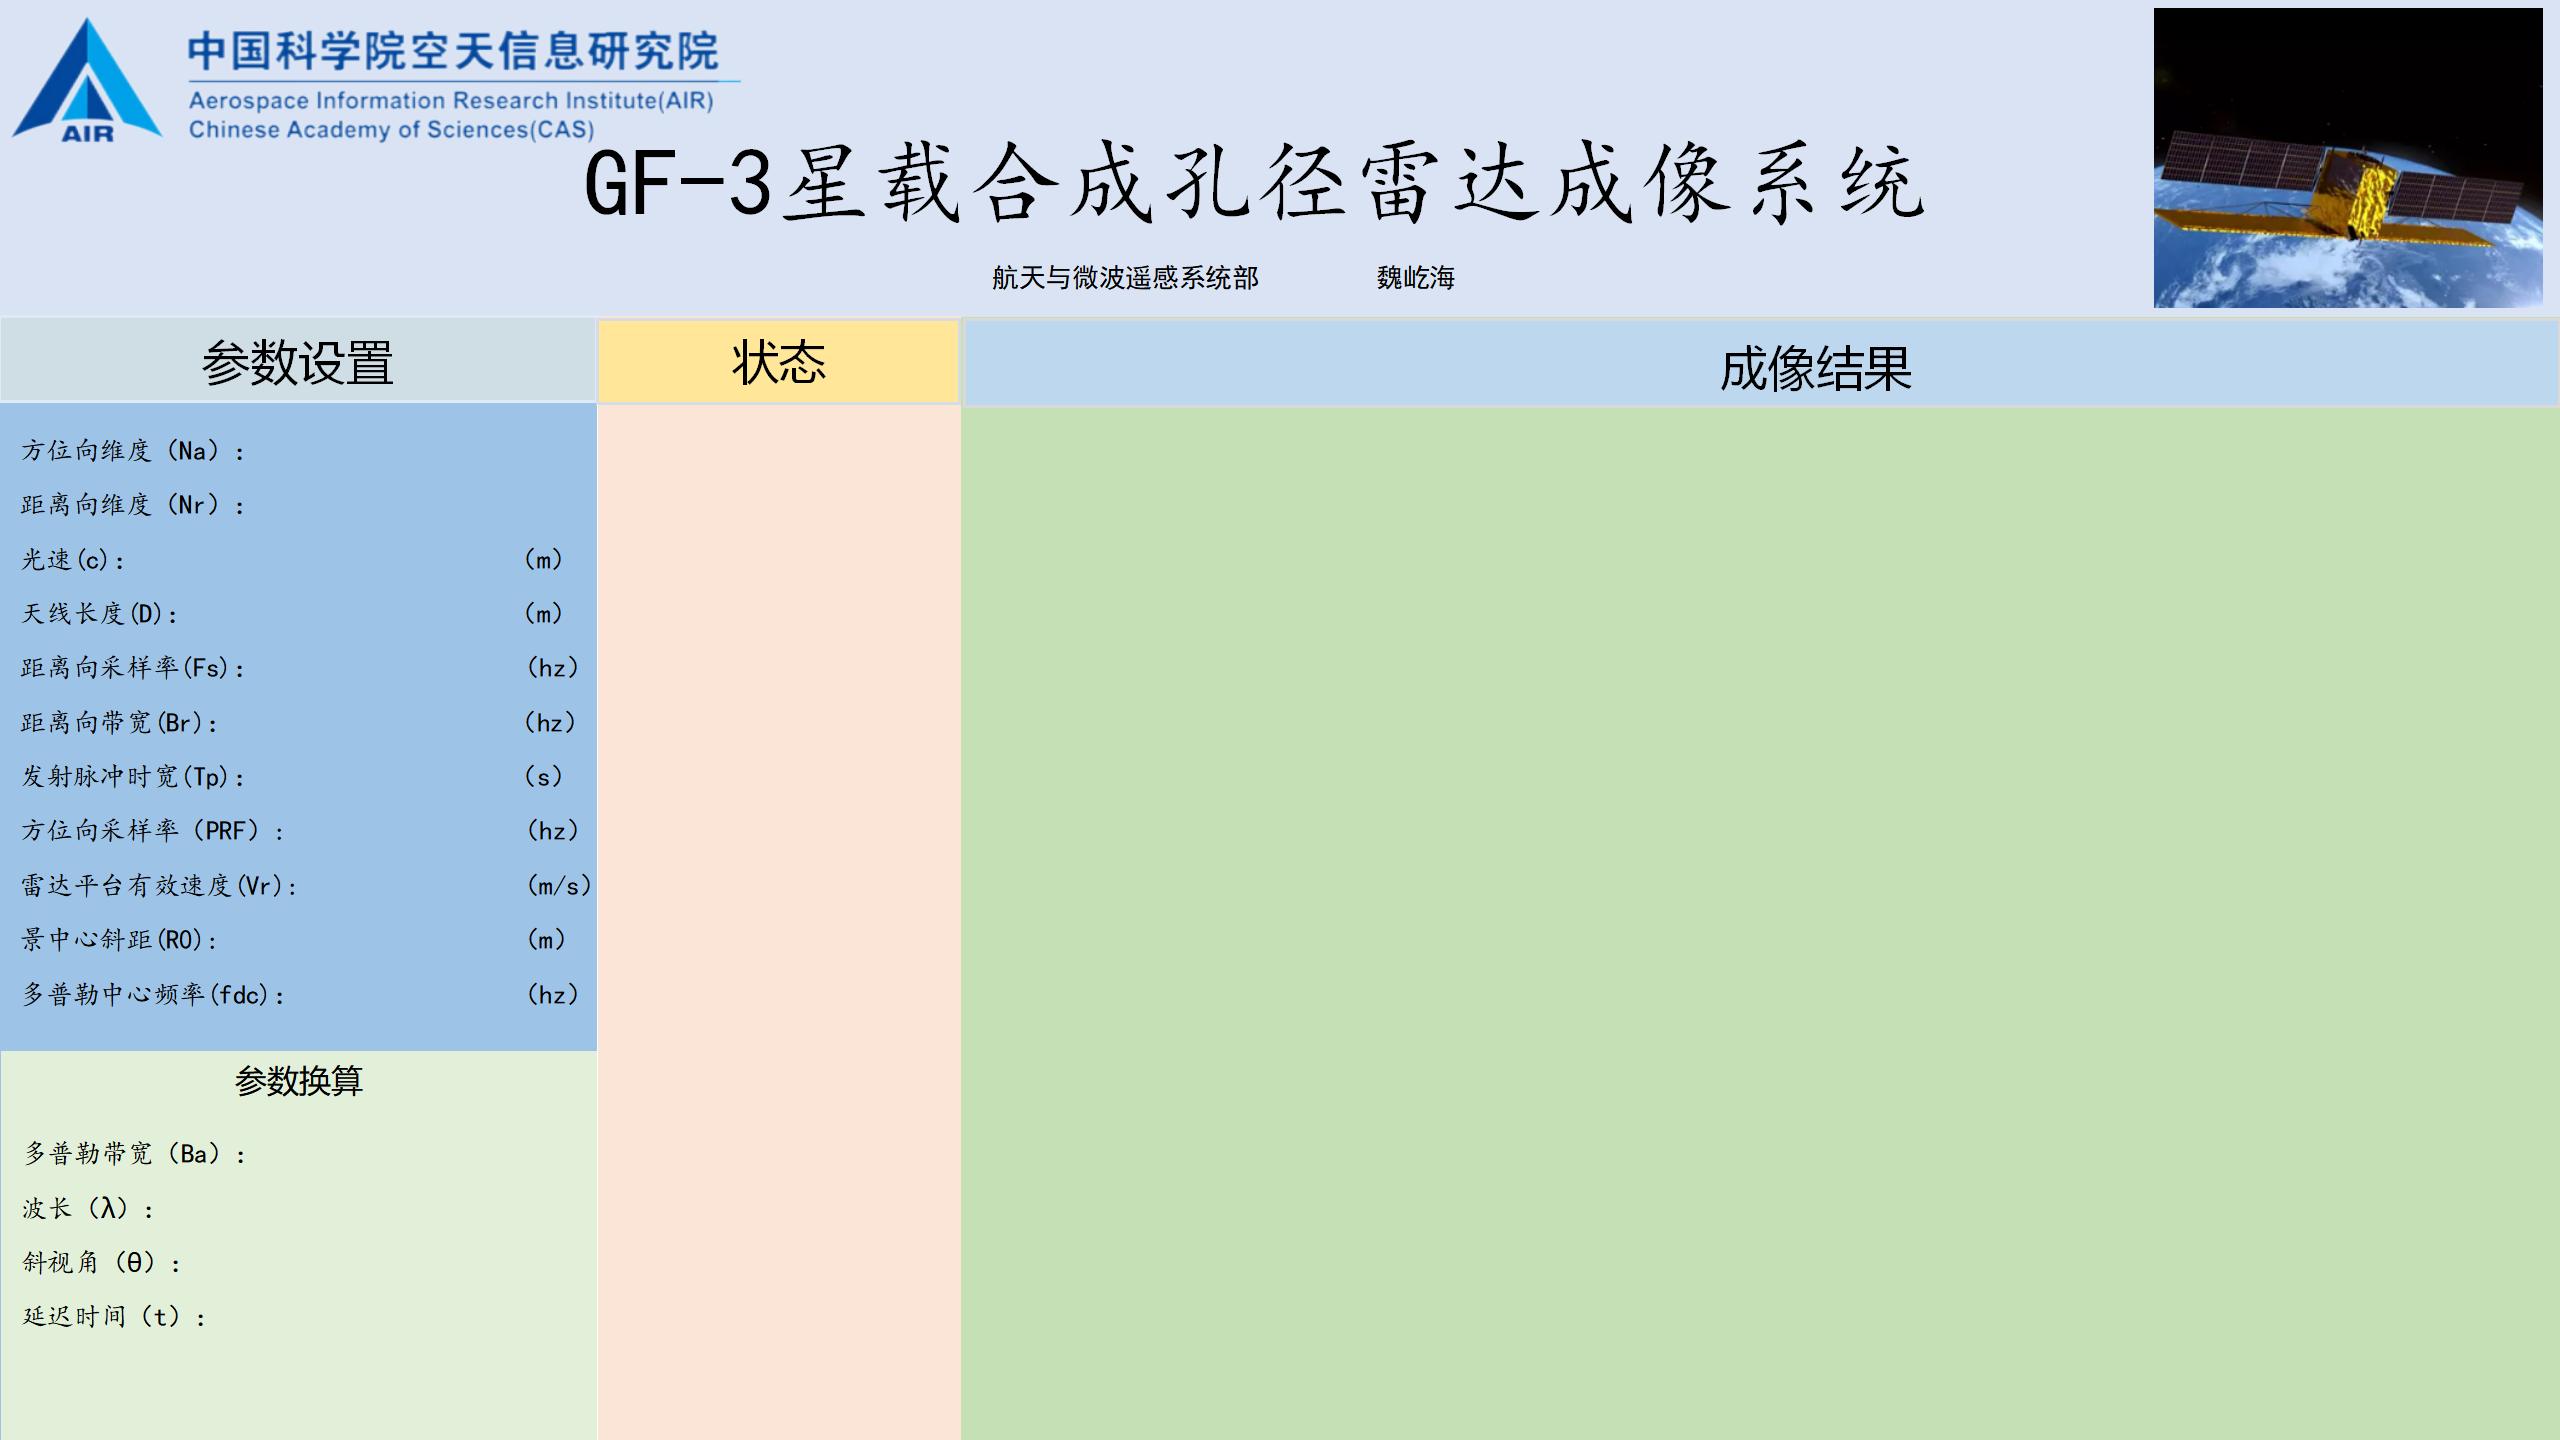 中国科学院空天信息研究院
Aerospace Information Research Institute(AIR)
Chinese Academy of Sciences(CAS)
AIR
GF-3星载合成孔径雷达成像系统
航天与微波遥感系统部 魏屹海
参数设置
状态
成像结果
方位向维度（Na）:
距离向维度（Nr）:
光速(c): （m）
天线长度(D): （m）
距离向采样率(Fs): （hz）
距离向带宽(Br): （hz）
发射脉冲时宽(Tp): （s）
方位向采样率（PRF）: （hz）
雷达平台有效速度(Vr): （m/s）
景中心斜距(R0): （m）
多普勒中心频率(fdc): （hz）
参数换算
多普勒带宽（Ba）:
波长（λ）:
斜视角（θ）:
延迟时间（t）: